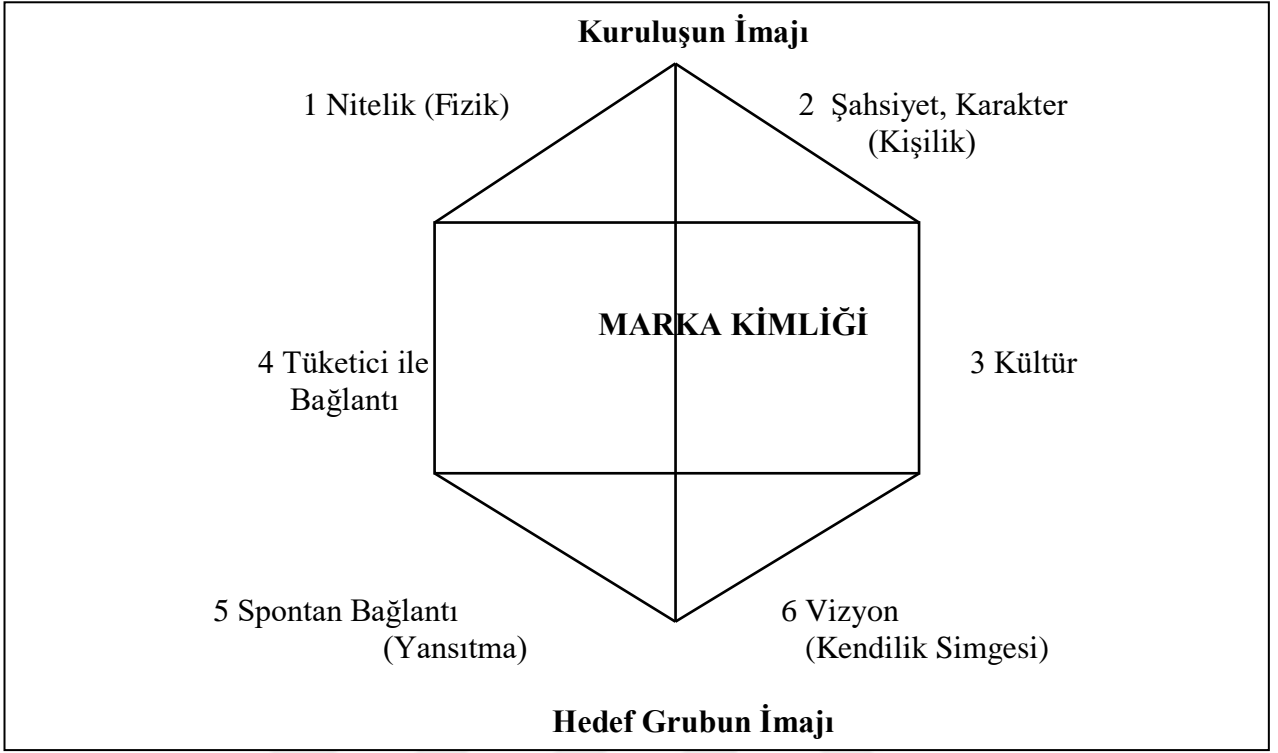 Kuruluşun İmajı
1 Nitelik (Fizik)
2 Şahsiyet, Karakter
(Kişilik)
MARKA KİMLİĞİ
4 Tüketici ile
Bağlantı
3 Kültür
5 Spontan Bağlantı
(Yansıtma)
6 Vizyon
(Kendilik Simgesi)
Hedef Grubun İmajı